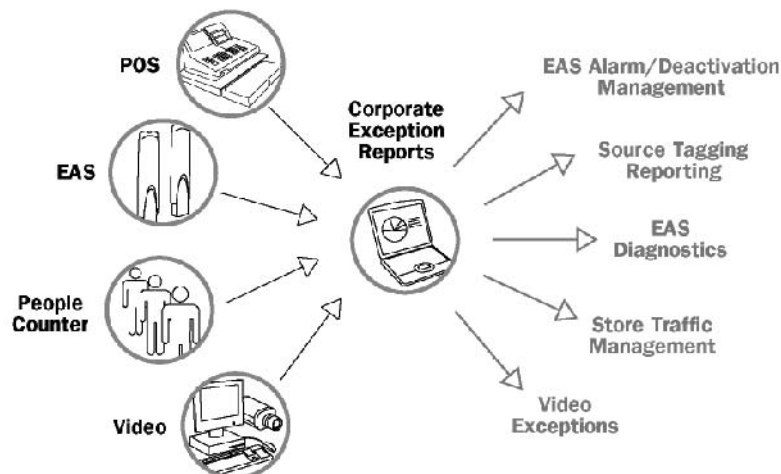 POS
EAS
People
Counter
Video
Corporate
Exception
Reports
EAS Alarm/Deactivation
Management
Source Tagging
Reporting
EAS
Diagnostics
Store Traffic
Management
Video
Exceptions